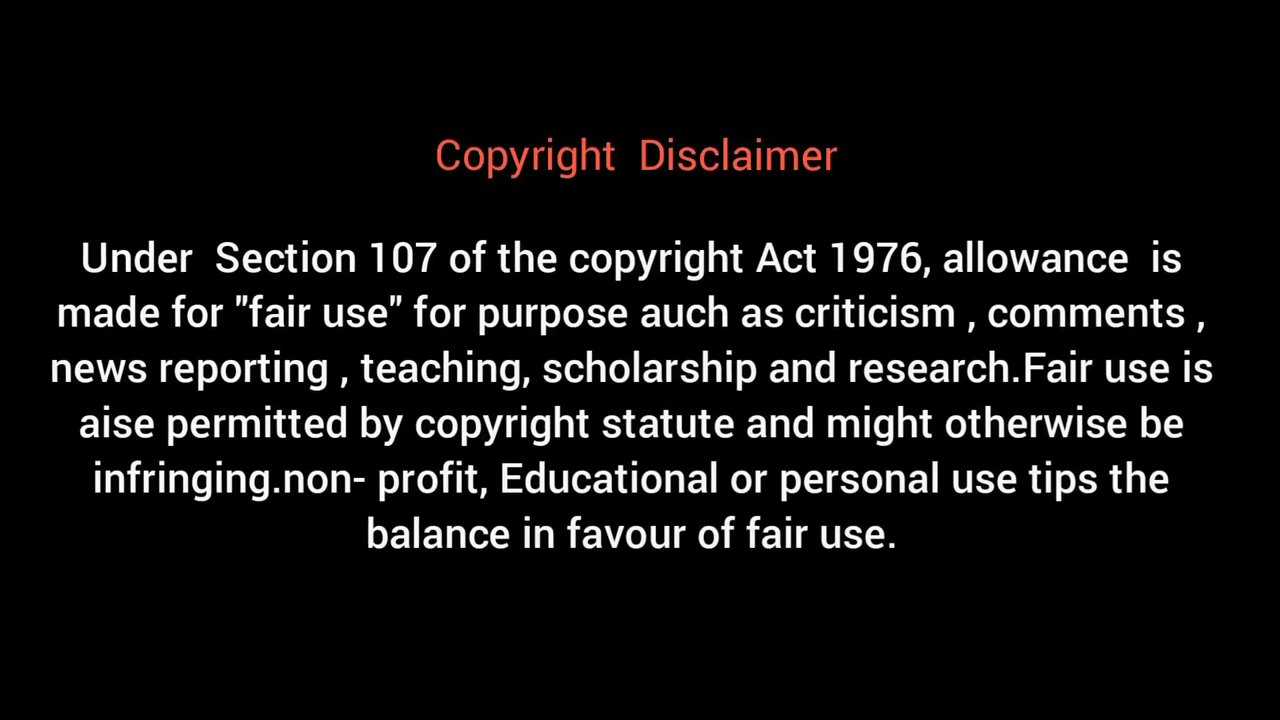 Copyright  Disclaimer
Under  Section 107 of the copyright Act 1976, allowance  is
made for "fair use" for purpose auch as criticism , comments ,
news reporting , teaching, scholarship and research.Fair use is
aise permitted by copyright statute and might otherwise be
infringing.non- profit, Educational or personal use tips the
balance in favour of fair use.